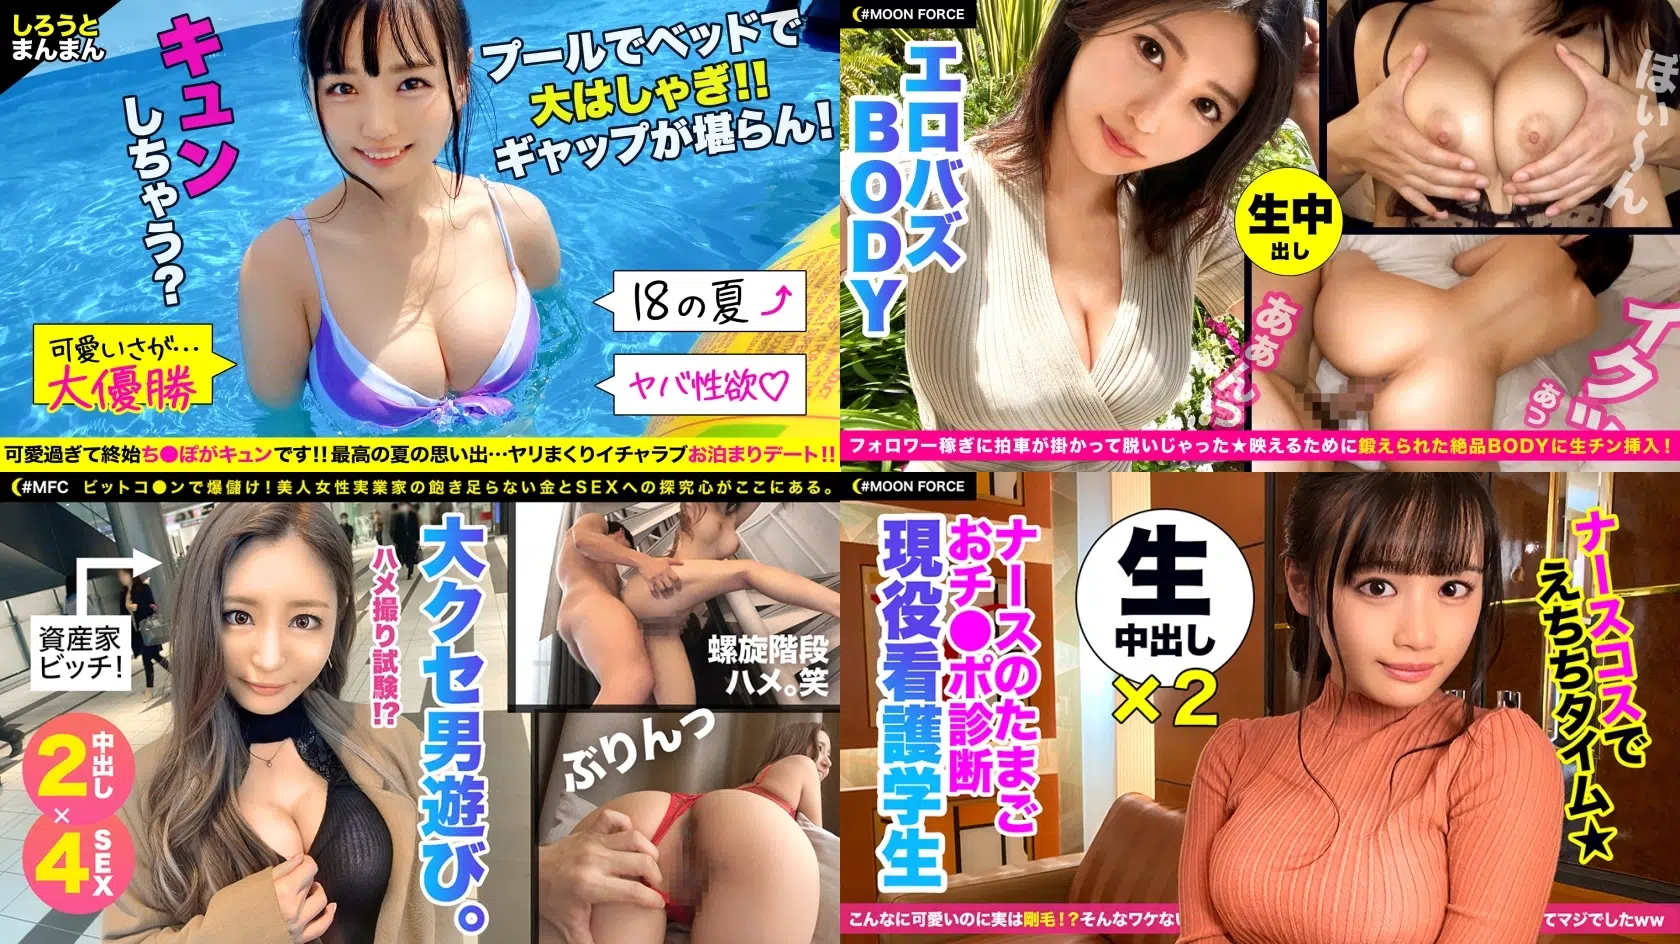 しろうと
まんまん
キュン
しちゃう?
プールでベッドで
大はしゃぎ!!
ギャップが堪らん!
18の夏
ヤバ性欲♡
可愛いさが…
大優勝
可愛過ぎて終始ち●ぽがキュンです!!最高の夏の思い出…ヤリまくりイチャラブお泊まりデート!!
#MOON FORCE
エロバズ
BODY
ぼい〜ん
生中
出し
ああんっ
イクッ
あっ
フォロワー稼ぎに拍車が掛かって脱いじゃった★映えるために鍛えられた絶品BODYに生チン挿入!
#MFC ビットコ●ンで爆儲け!美人女性実業家の飽き足らない金とSEXへの探究心がここにある。
資産家
ビッチ!
大クセ男遊び。
ハメ撮り試験!?
螺旋階段
ハメ。笑
ぶりんっ
2中出し
×
4SEX
#MOON FORCE
ナースのたまご
おチ●ポ診断
現役看護学生
生
中出し
×2
ナースコスで
えちちタイム★
こんなに可愛いのに実は剛毛!?そんなワケない
てマジでしたww